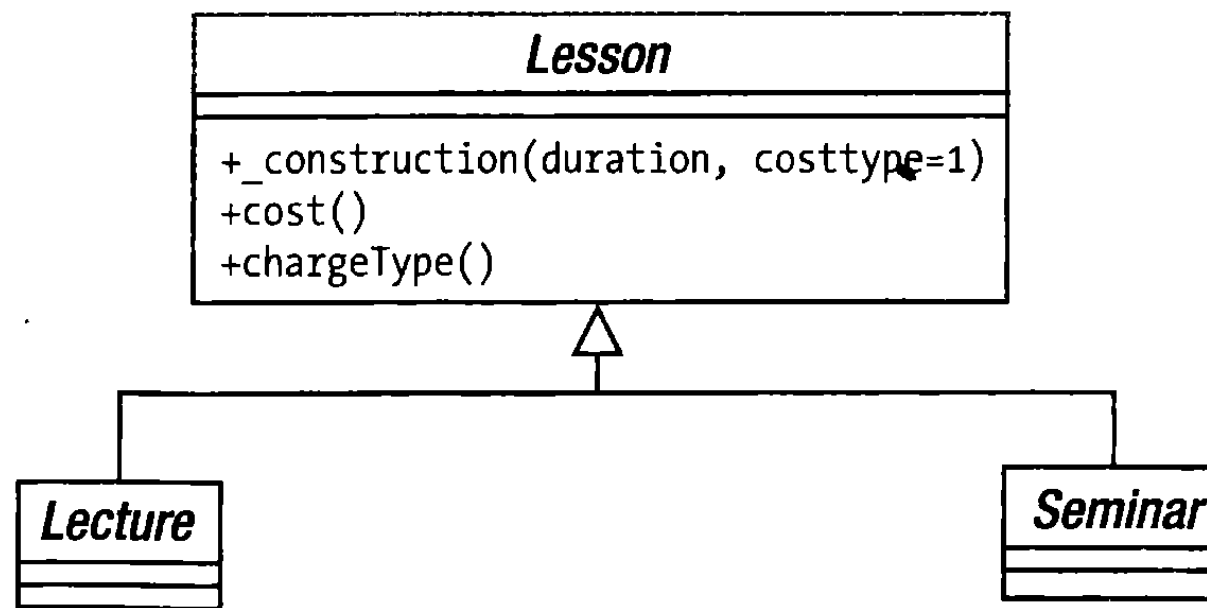 Lesson
+_construction(duration, costtype=1)
+cost()
+chargeType()
Lecture
Seminar